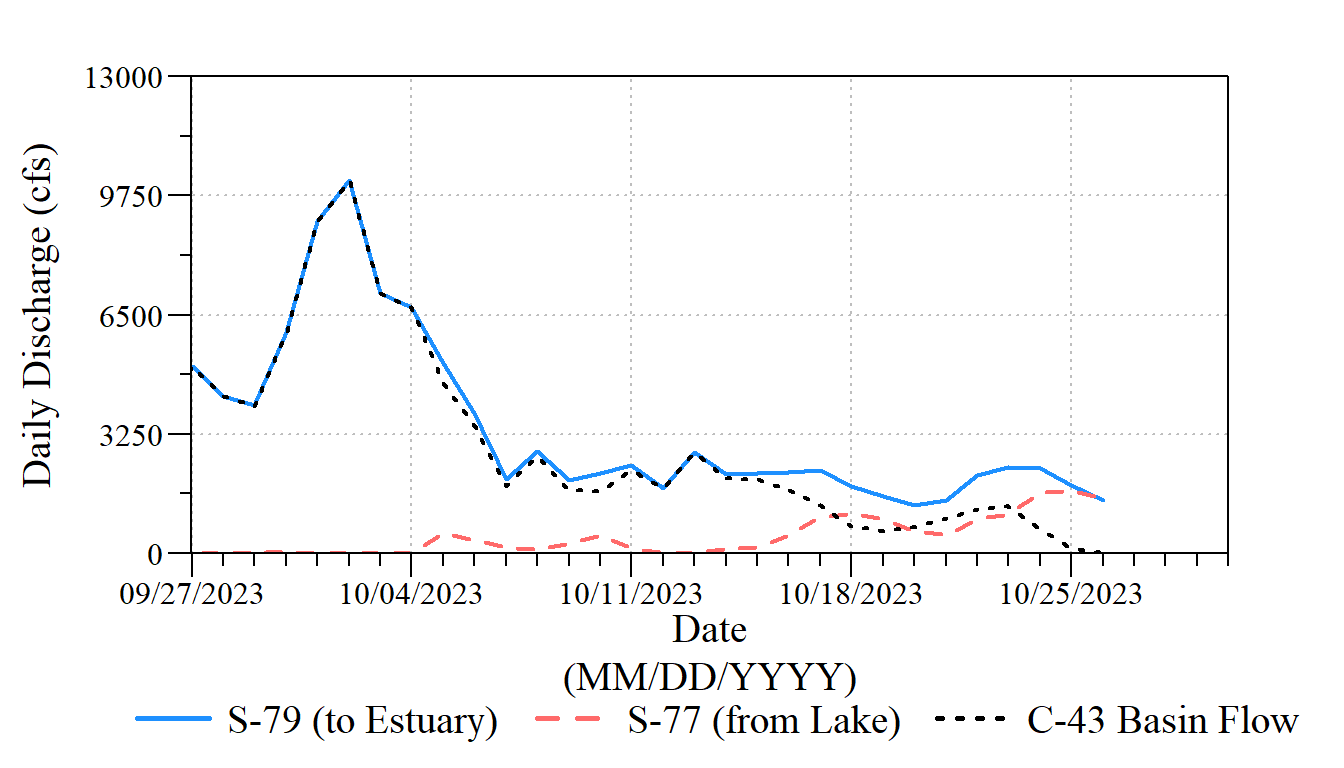 13000
9750
6500
3250
0
Daily Discharge (cfs)
09/27/2023 10/04/2023 10/11/2023 10/18/2023 10/25/2023
Date
(MM/DD/YYYY)
S-79 (to Estuary) S-77 (from Lake) C-43 Basin Flow